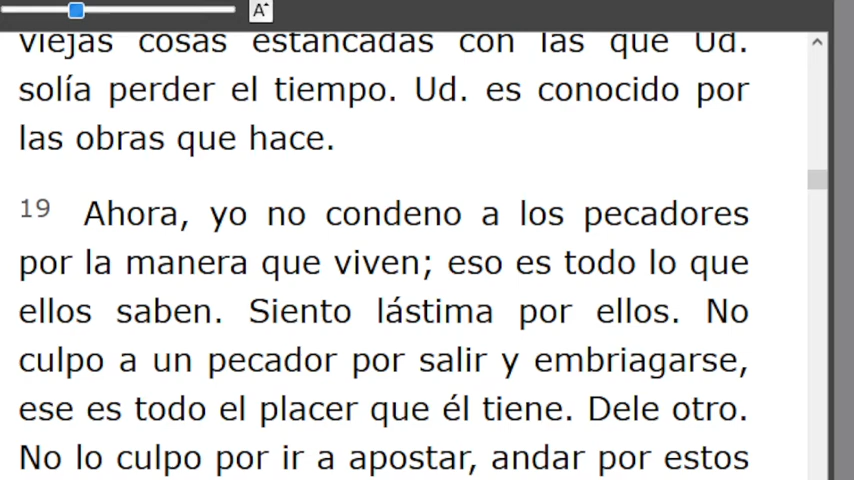 A
viejas cosas estancadas con las que Ud.
solía perder el tiempo. Ud. es conocido por
las obras que hace.
19 Ahora, yo no condeno a los pecadores
por la manera que viven; eso es todo lo que
ellos saben. Siento lástima por ellos. No
culpo a un pecador por salir y embriagarse,
ese es todo el placer que él tiene. Dele otro.
No lo culpo por ir a apostar, andar por estos